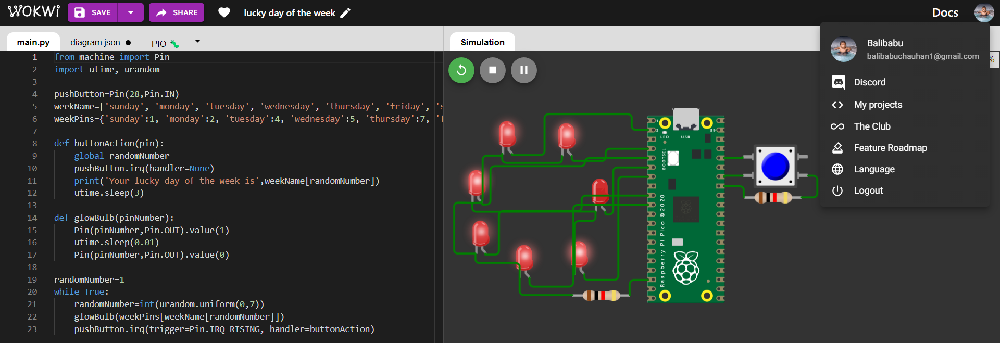 WOKWi SAVE SHARE lucky day of the week Docs
main.py diagram.json PIO Simulation
Balibabu
balibabuchauhan1@gmail.com
%
Discord
My projects
The Club
Feature Roadmap
Language
Logout
1 from machine import Pin
2 import utime, urandom
3
4 pushButton=Pin(28,Pin.IN)
5 weekName=['sunday', 'monday', 'tuesday', 'wednesday', 'thursday', 'friday', 's
6 weekPins={'sunday':1, 'monday':2, 'tuesday':4, 'wednesday':5, 'thursday':7, 'f
7
8 def buttonAction(pin):
9     global randomNumber
10     pushButton.irq(handler=None)
11     print('Your lucky day of the week is',weekName[randomNumber])
12     utime.sleep(3)
13
14 def glowBulb(pinNumber):
15     Pin(pinNumber,Pin.OUT).value(1)
16     utime.sleep(0.01)
17     Pin(pinNumber,Pin.OUT).value(0)
18
19 randomNumber=1
20 while True:
21     randomNumber=int(urandom.uniform(0,7))
22     glowBulb(weekPins[weekName[randomNumber]])
23     pushButton.irq(trigger=Pin.IRQ_RISING, handler=buttonAction)
1
2
39
LED USB
BOOTSEL
Raspberry Pi Pico ©2020